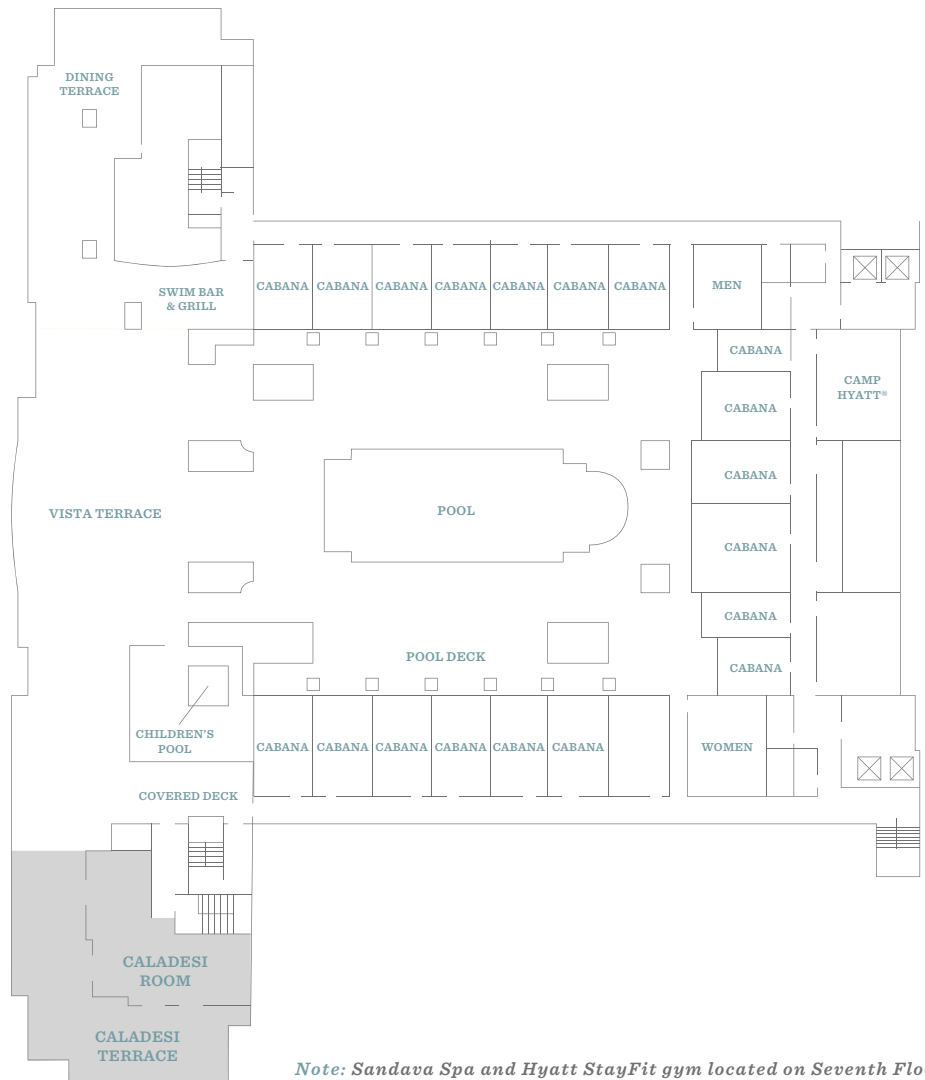 DINING
TERRACE
SWIM BAR
& GRILL
CABANA CABANA CABANA CABANA CABANA CABANA CABANA
MEN
CABANA
CAMP
HYATT®
CABANA
CABANA
VISTA TERRACE
POOL
CABANA
CABANA
POOL DECK
CABANA
CHILDREN'S
POOL
CABANA CABANA CABANA CABANA CABANA CABANA
WOMEN
COVERED DECK
CALADESI
ROOM
CALADESI
TERRACE
Note: Sandava Spa and Hyatt StayFit gym located on Seventh Flo